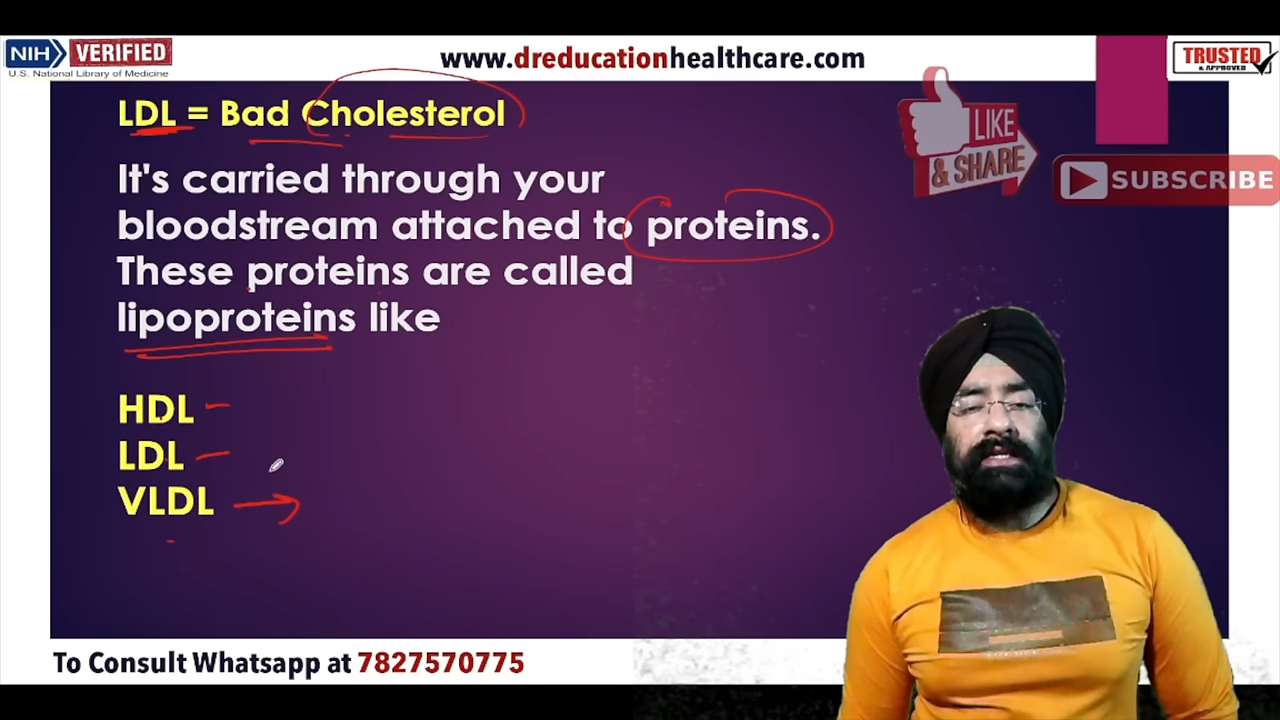 NIH VERIFIED
U.S. National Library of Medicine
www.dreducationhealthcare.com
TRUSTED
& APPROVED
LDL = Bad Cholesterol
It's carried through your
bloodstream attached to proteins.
These proteins are called
lipoproteins like
HDL
LDL
VLDL
LIKE
& SHARE
SUBSCRIBE
To Consult Whatsapp at 7827570775